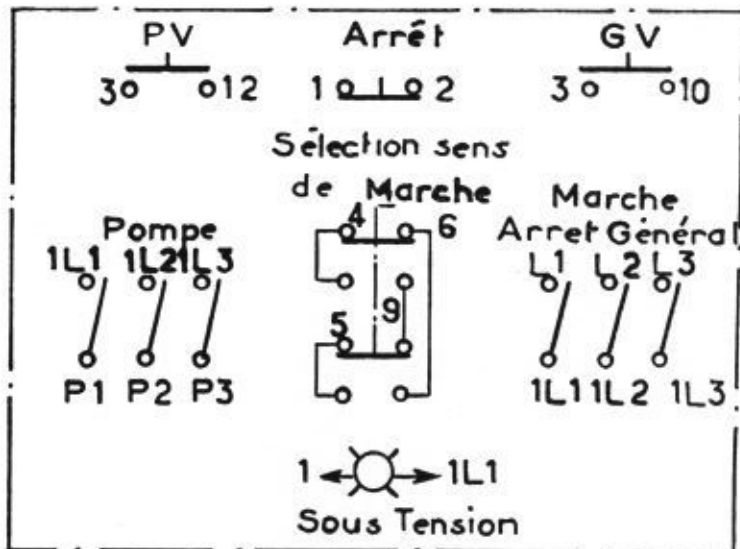 PV Arrêt GV
3 12 1 2 3 10
Sélection sens
de Marche
4 6
Pompe
1L1 1L2 1L3
Marche
Arret Général
L1 L2 L3
5 9
P1 P2 P3
1L1 1L2 1L3
1 1L1
Sous Tension